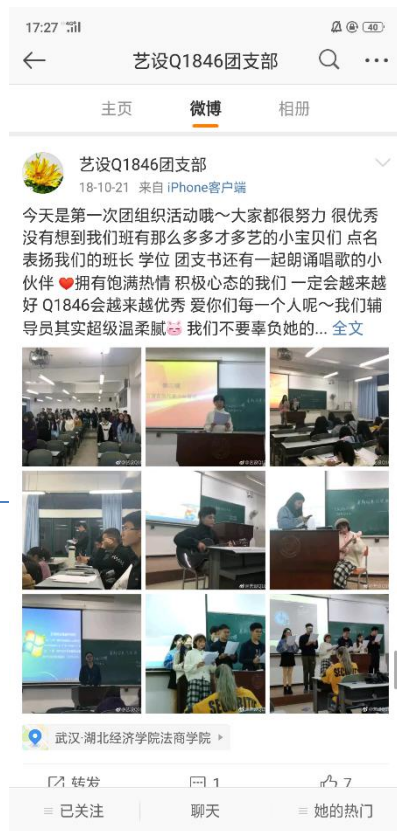 17:27
40
艺设Q1846团支部
主页 微博 相册
艺设Q1846团支部
18-10-21 来自 iPhone客户端
今天是第一次团组织活动哦～大家都很努力 很优秀
没有想到我们班有那么多多才多艺的小宝贝们 点名
表扬我们的班长 学位 团支书还有一起朗诵唱歌的小
伙伴 ❤拥有饱满热情 积极心态的我们 一定会越来越
好 Q1846会越来越优秀 爱你们每一个人呢～我们辅
导员其实超级温柔腻 我们不要辜负她的... 全文
武汉·湖北经济学院法商学院
转发 1 7
已关注 聊天 她的热门